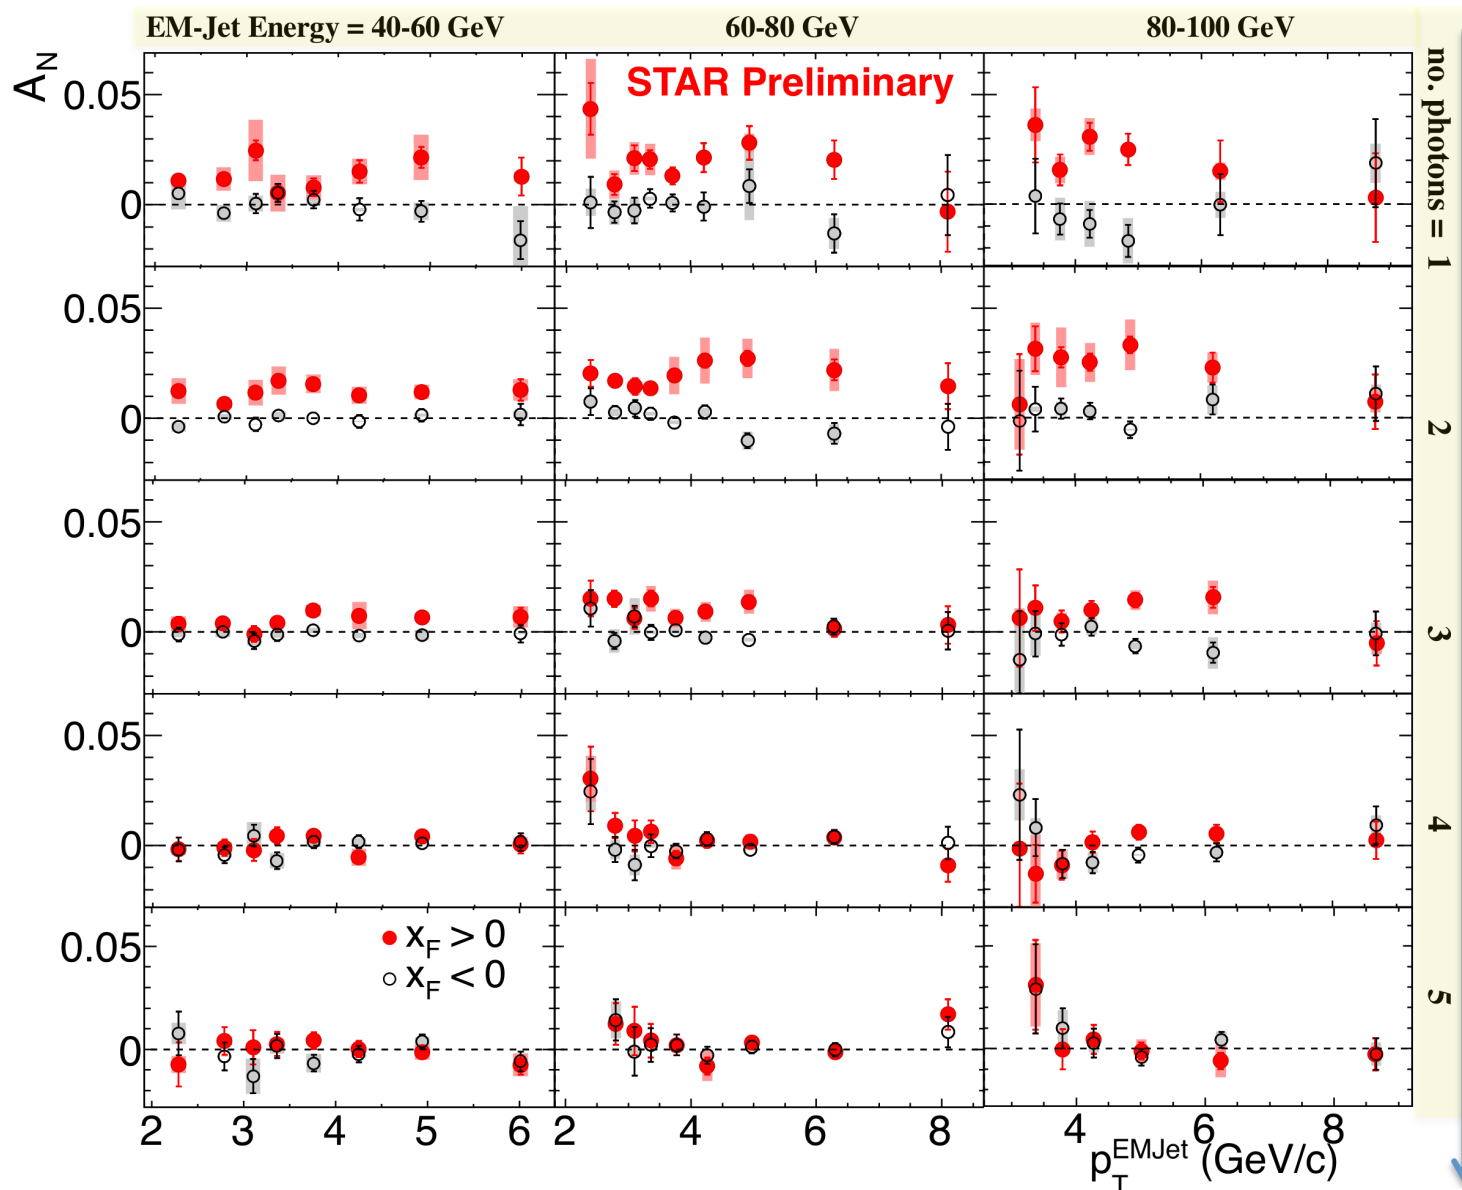 EM-Jet Energy = 40-60 GeV 60-80 GeV 80-100 GeV
no. photons = 1
A_N
STAR Preliminary
0.05
0
0.05
0
2
0.05
0
3
0.05
0
4
0.05
0
5
x_F > 0
x_F < 0
2 3 4 5 6 2 4 6 8 4 6 8
p_T^EMJet (GeV/c)